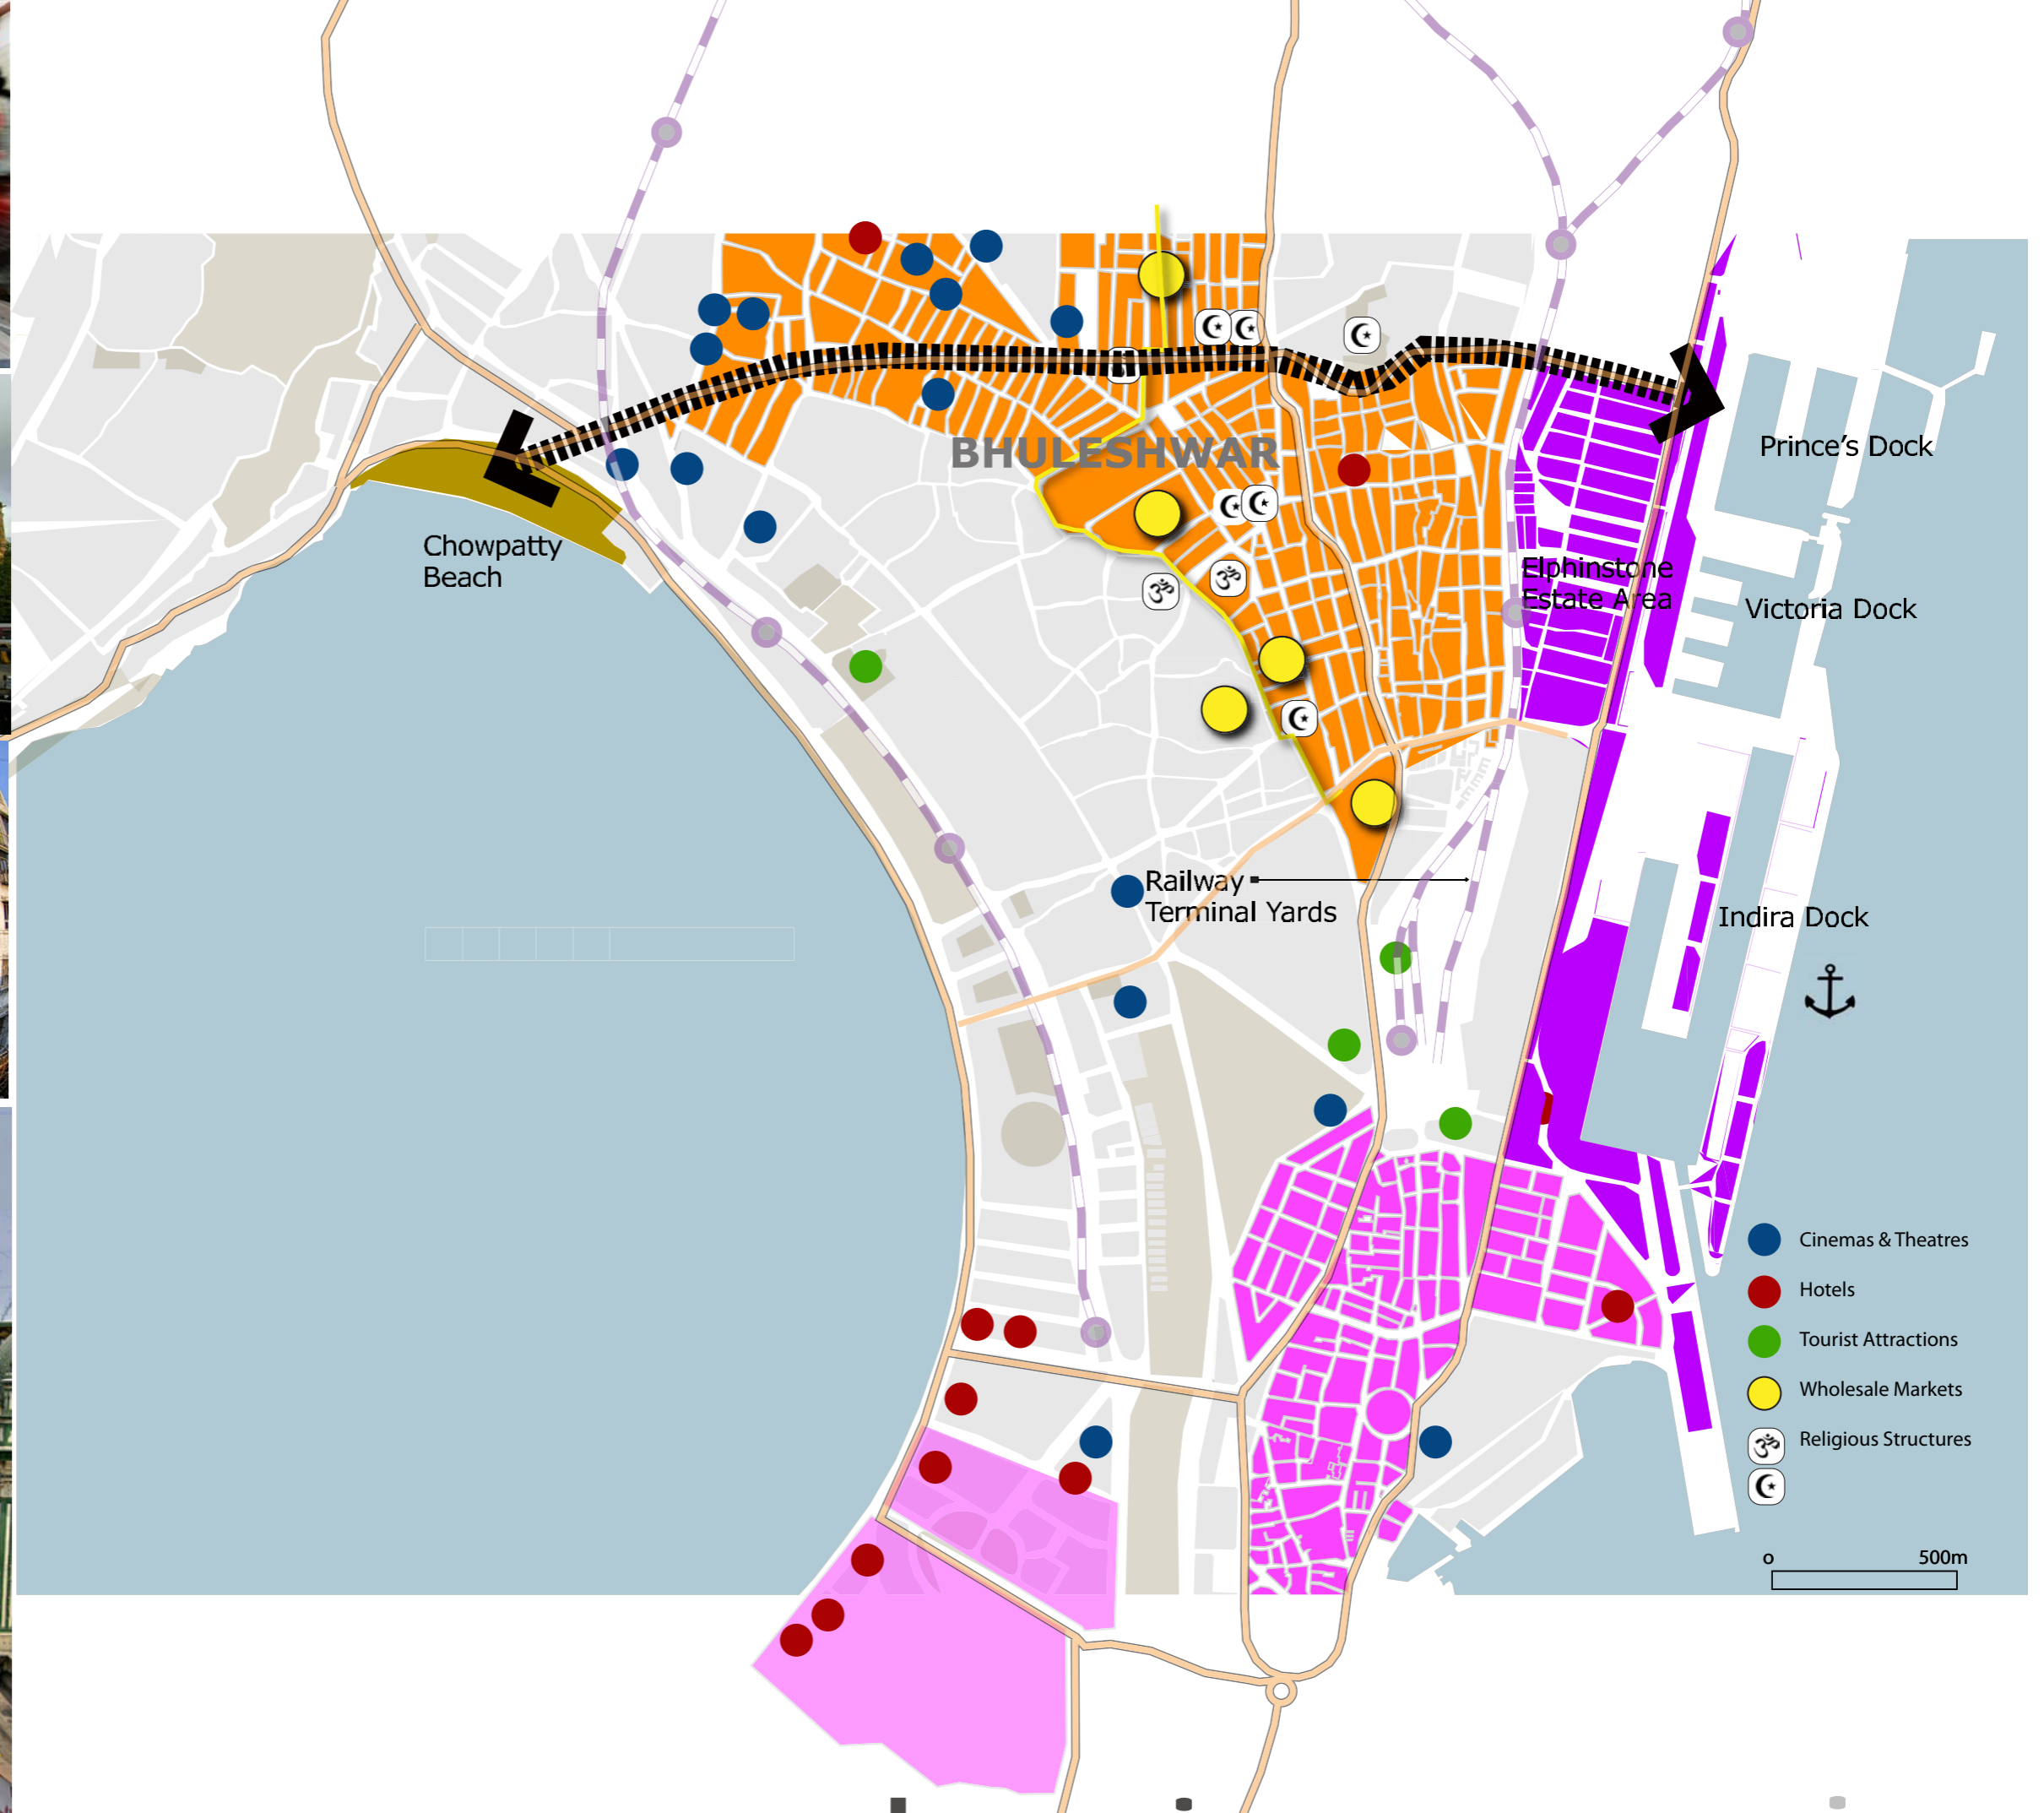 BHULESHWAR
Prince's Dock
Chowpatty
Beach
Elphinstone
Estate Area
Victoria Dock
Railway
Terminal Yards
Indira Dock
Cinemas & Theatres
Hotels
Tourist Attractions
Wholesale Markets
Religious Structures
o 500m